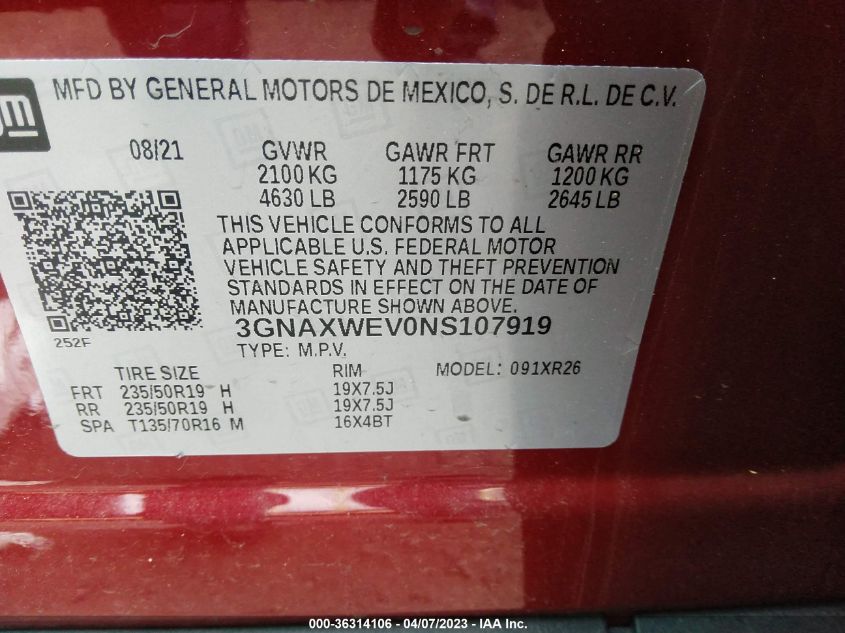 gm
MFD BY GENERAL MOTORS DE MEXICO, S. DE R.L. DE C.V.
08/21 GVWR GAWR FRT GAWR RR
2100 KG 1175 KG 1200 KG
4630 LB 2590 LB 2645 LB
THIS VEHICLE CONFORMS TO ALL
APPLICABLE U.S. FEDERAL MOTOR
VEHICLE SAFETY AND THEFT PREVENTION
STANDARDS IN EFFECT ON THE DATE OF
MANUFACTURE SHOWN ABOVE.
252F
3GNAXWEV0NS107919
TYPE: M.P.V.
TIRE SIZE RIM MODEL: 091XR26
FRT 235/50R19 H 19X7.5J
RR 235/50R19 H 19X7.5J
SPA T135/70R16 M 16X4BT
000-36314106 - 04/07/2023 - IAA Inc.